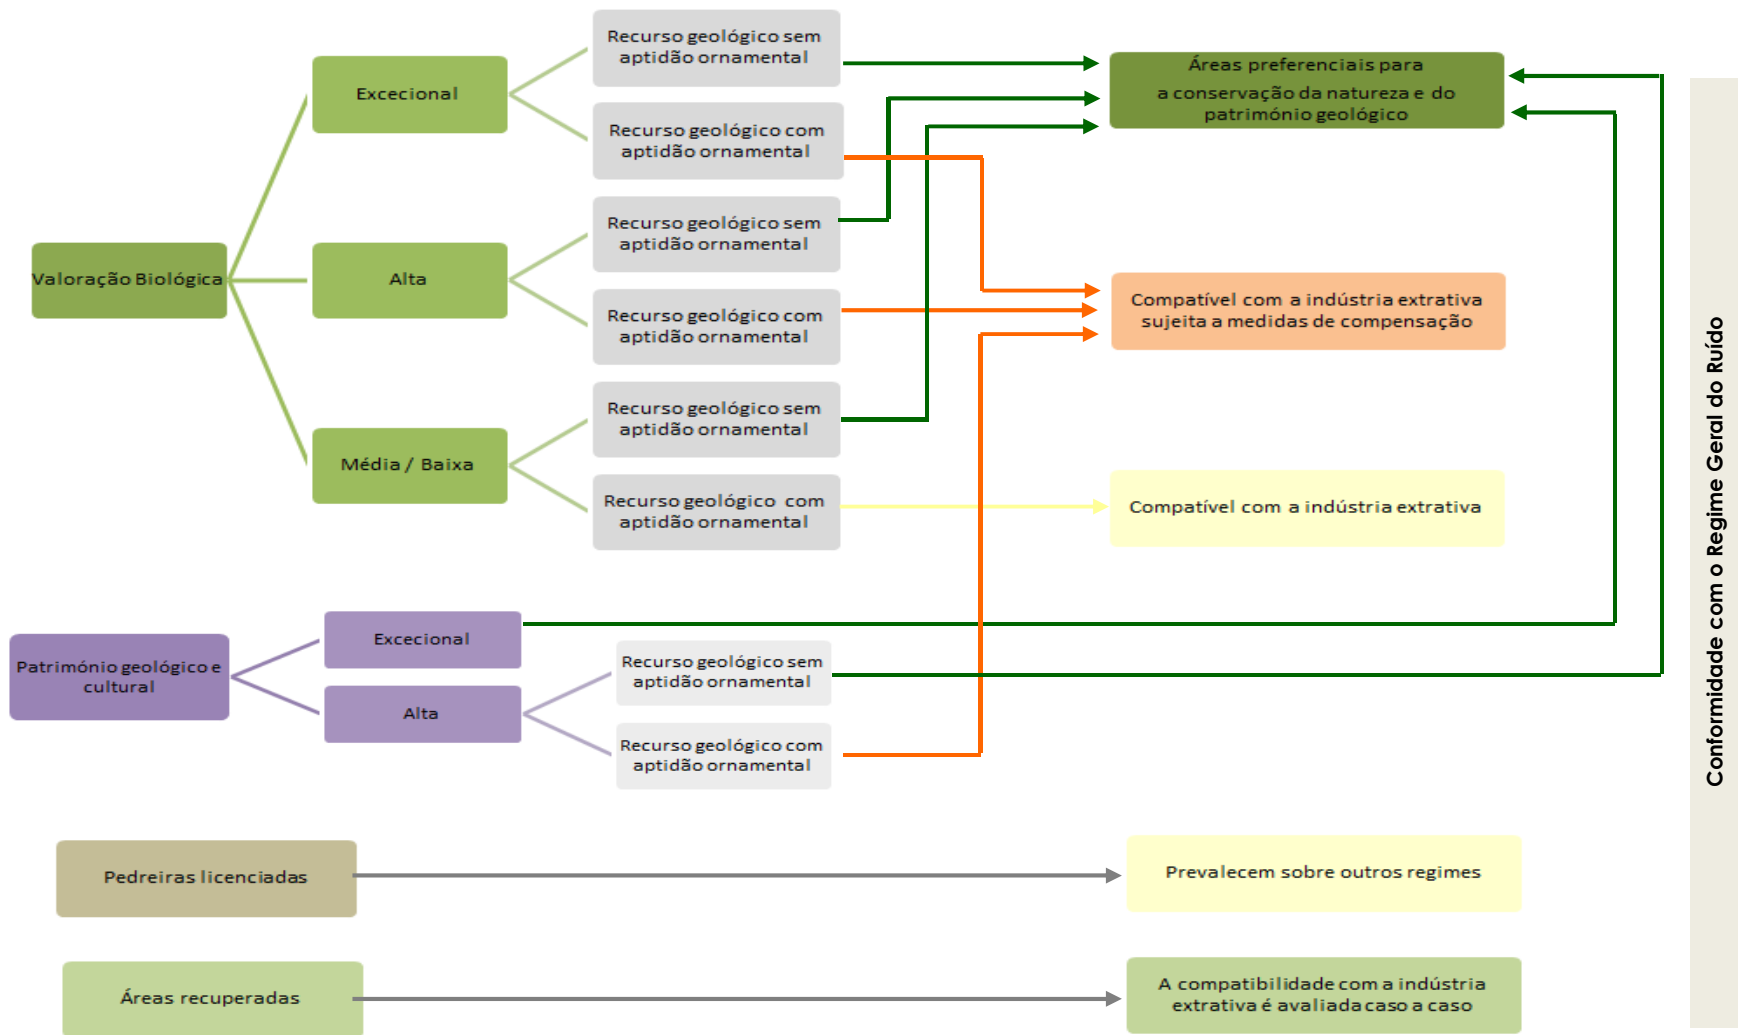 Valoração Biológica
Excecional
Recurso geológico sem
aptidão ornamental
Recurso geológico com
aptidão ornamental
Alta
Recurso geológico sem
aptidão ornamental
Recurso geológico com
aptidão ornamental
Média / Baixa
Recurso geológico sem
aptidão ornamental
Recurso geológico com
aptidão ornamental
Áreas preferenciais para
a conservação da natureza e do
património geológico
Compatível com a indústria extrativa
sujeita a medidas de compensação
Compatível com a indústria extrativa
Património geológico e
cultural
Excecional
Alta
Recurso geológico sem
aptidão ornamental
Recurso geológico com
aptidão ornamental
Pedreiras licenciadas
Prevalecem sobre outros regimes
Áreas recuperadas
A compatibilidade com a indústria
extrativa é avaliada caso a caso
Conformidade com o Regime Geral do Ruído